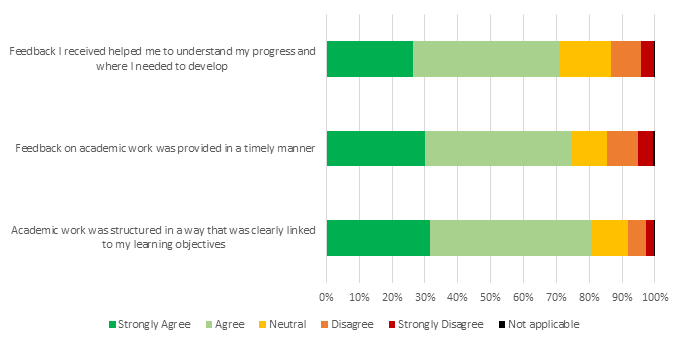 Feedback I received helped me to understand my progress and
where I needed to develop
Feedback on academic work was provided in a timely manner
Academic work was structured in a way that was clearly linked
to my learning objectives
0% 10% 20% 30% 40% 50% 60% 70% 80% 90% 100%
Strongly Agree Agree Neutral Disagree Strongly Disagree Not applicable